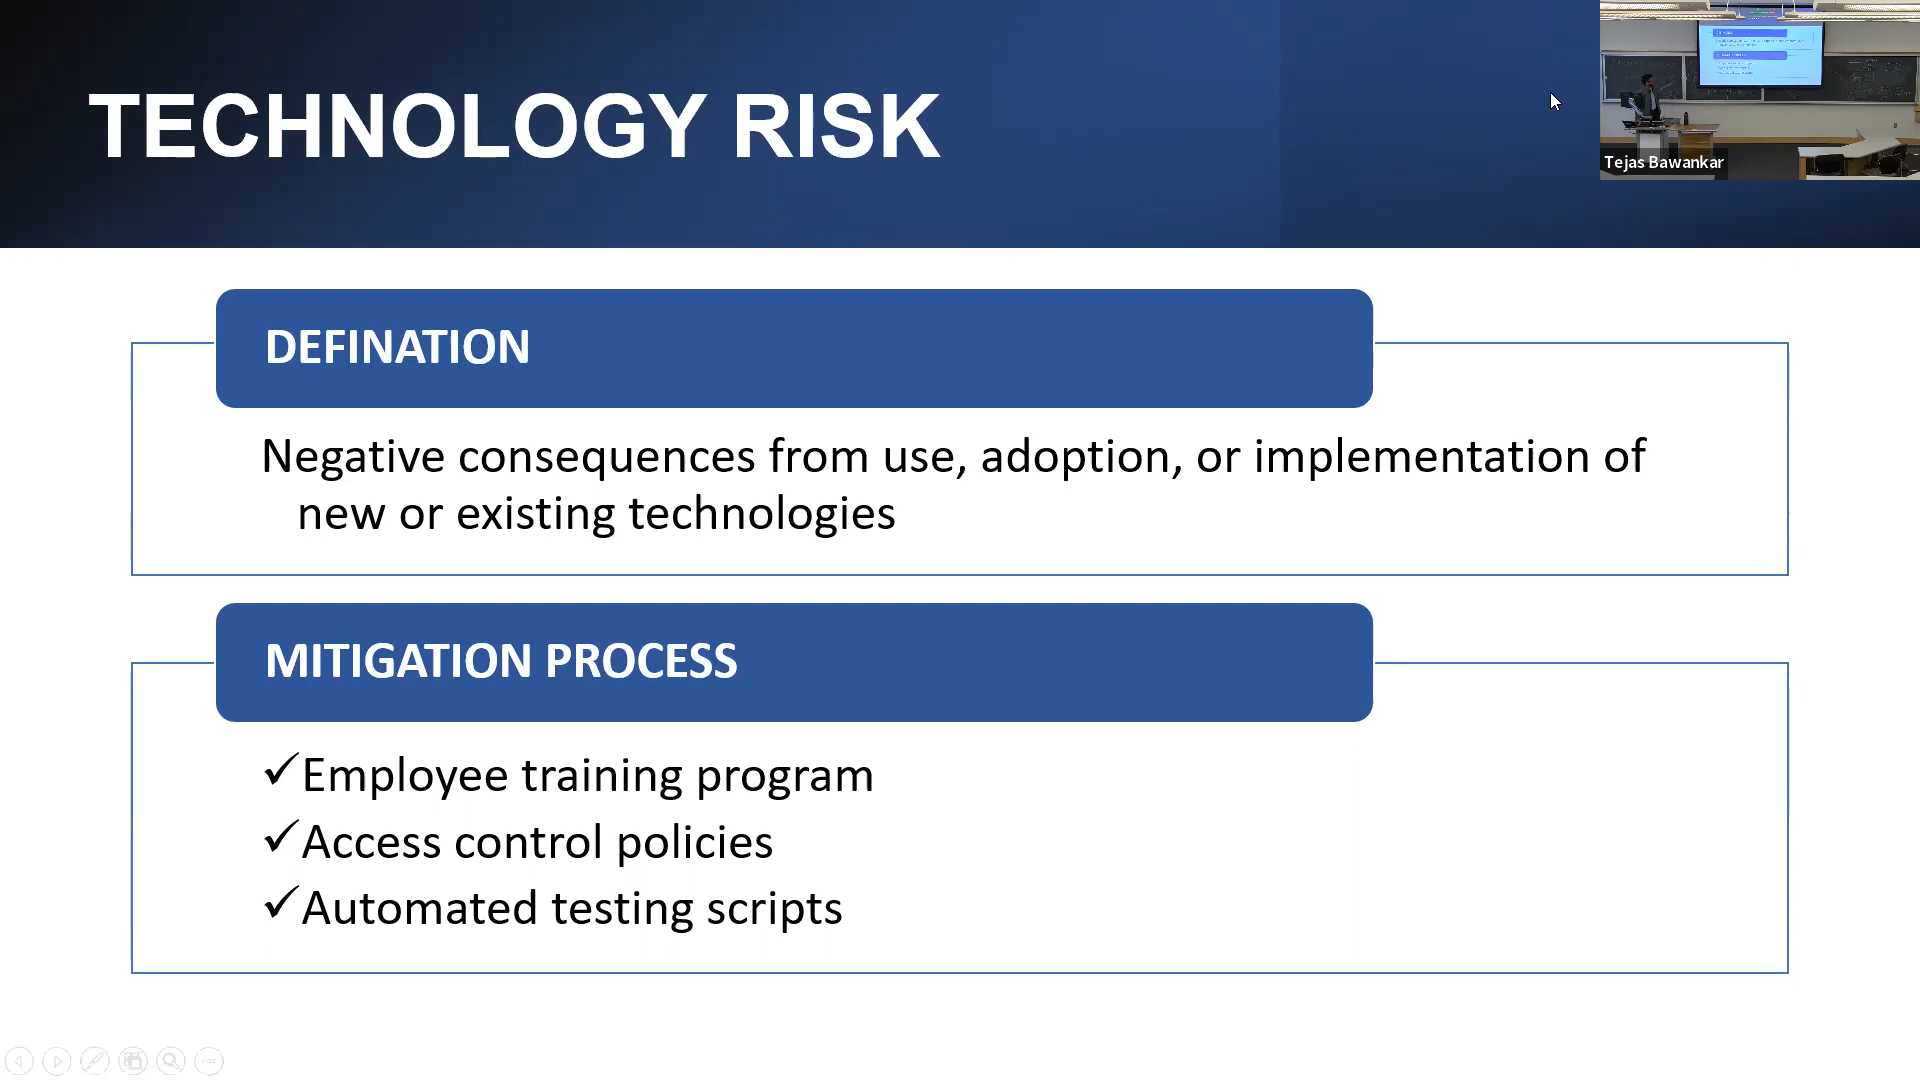 TECHNOLOGY RISK
Tejas Bawankar
DEFINATION
Negative consequences from use, adoption, or implementation of
new or existing technologies
MITIGATION PROCESS
✓Employee training program
✓Access control policies
✓Automated testing scripts